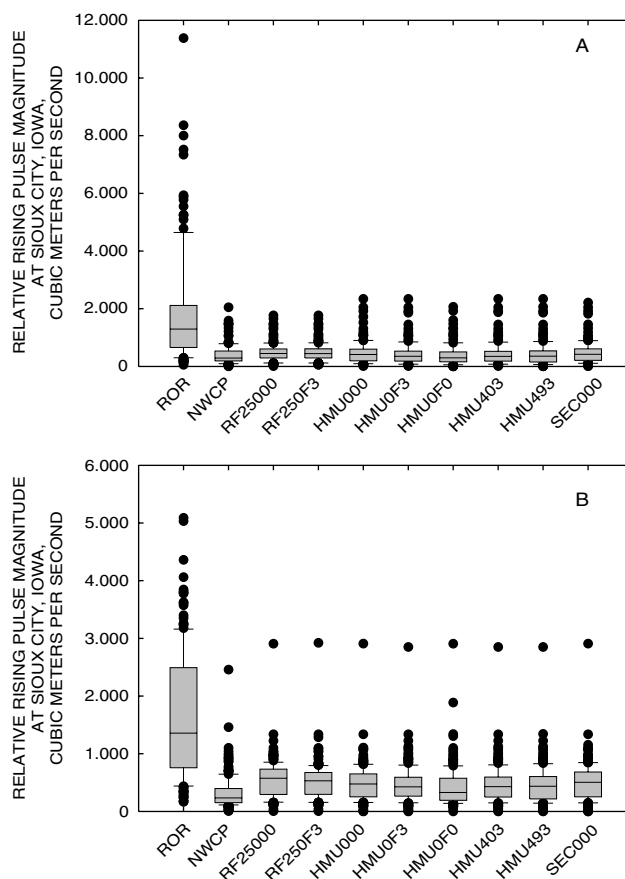 RELATIVE RISING PULSE MAGNITUDE
AT SIOUX CITY, IOWA,
CUBIC METERS PER SECOND
A
12.000
10.000
8.000
6.000
4.000
2.000
0
ROR
NWCP
RF25000
RF250F3
HMU000
HMU0F3
HMU0F0
HMU403
HMU493
SEC000
RELATIVE RISING PULSE MAGNITUDE
AT SIOUX CITY, IOWA,
CUBIC METERS PER SECOND
B
6.000
5.000
4.000
3.000
2.000
1.000
0
ROR
NWCP
RF25000
RF250F3
HMU000
HMU0F3
HMU0F0
HMU403
HMU493
SEC000